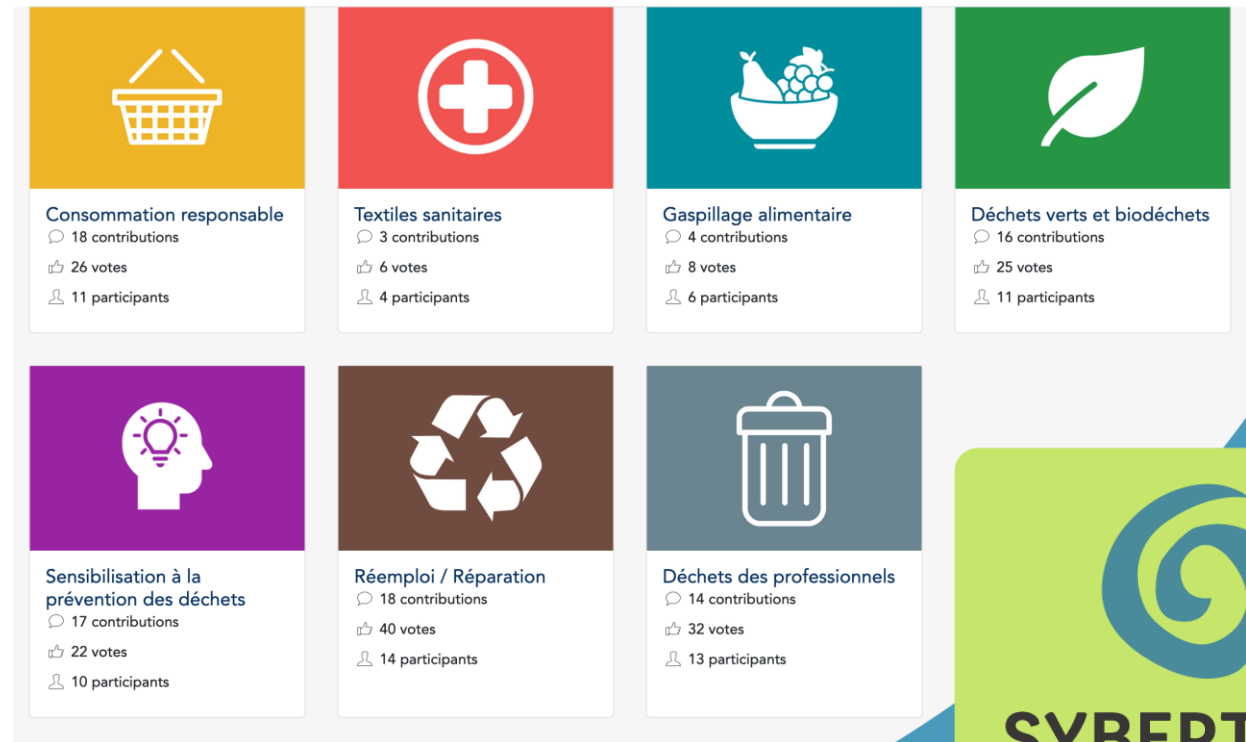 Consommation responsable
18 contributions
26 votes
11 participants
Textiles sanitaires
3 contributions
6 votes
4 participants
Gaspillage alimentaire
4 contributions
8 votes
6 participants
Déchets verts et biodéchets
16 contributions
25 votes
11 participants
Sensibilisation à la
prévention des déchets
17 contributions
22 votes
10 participants
Réemploi / Réparation
18 contributions
40 votes
14 participants
Déchets des professionnels
14 contributions
32 votes
13 participants
SYBERT